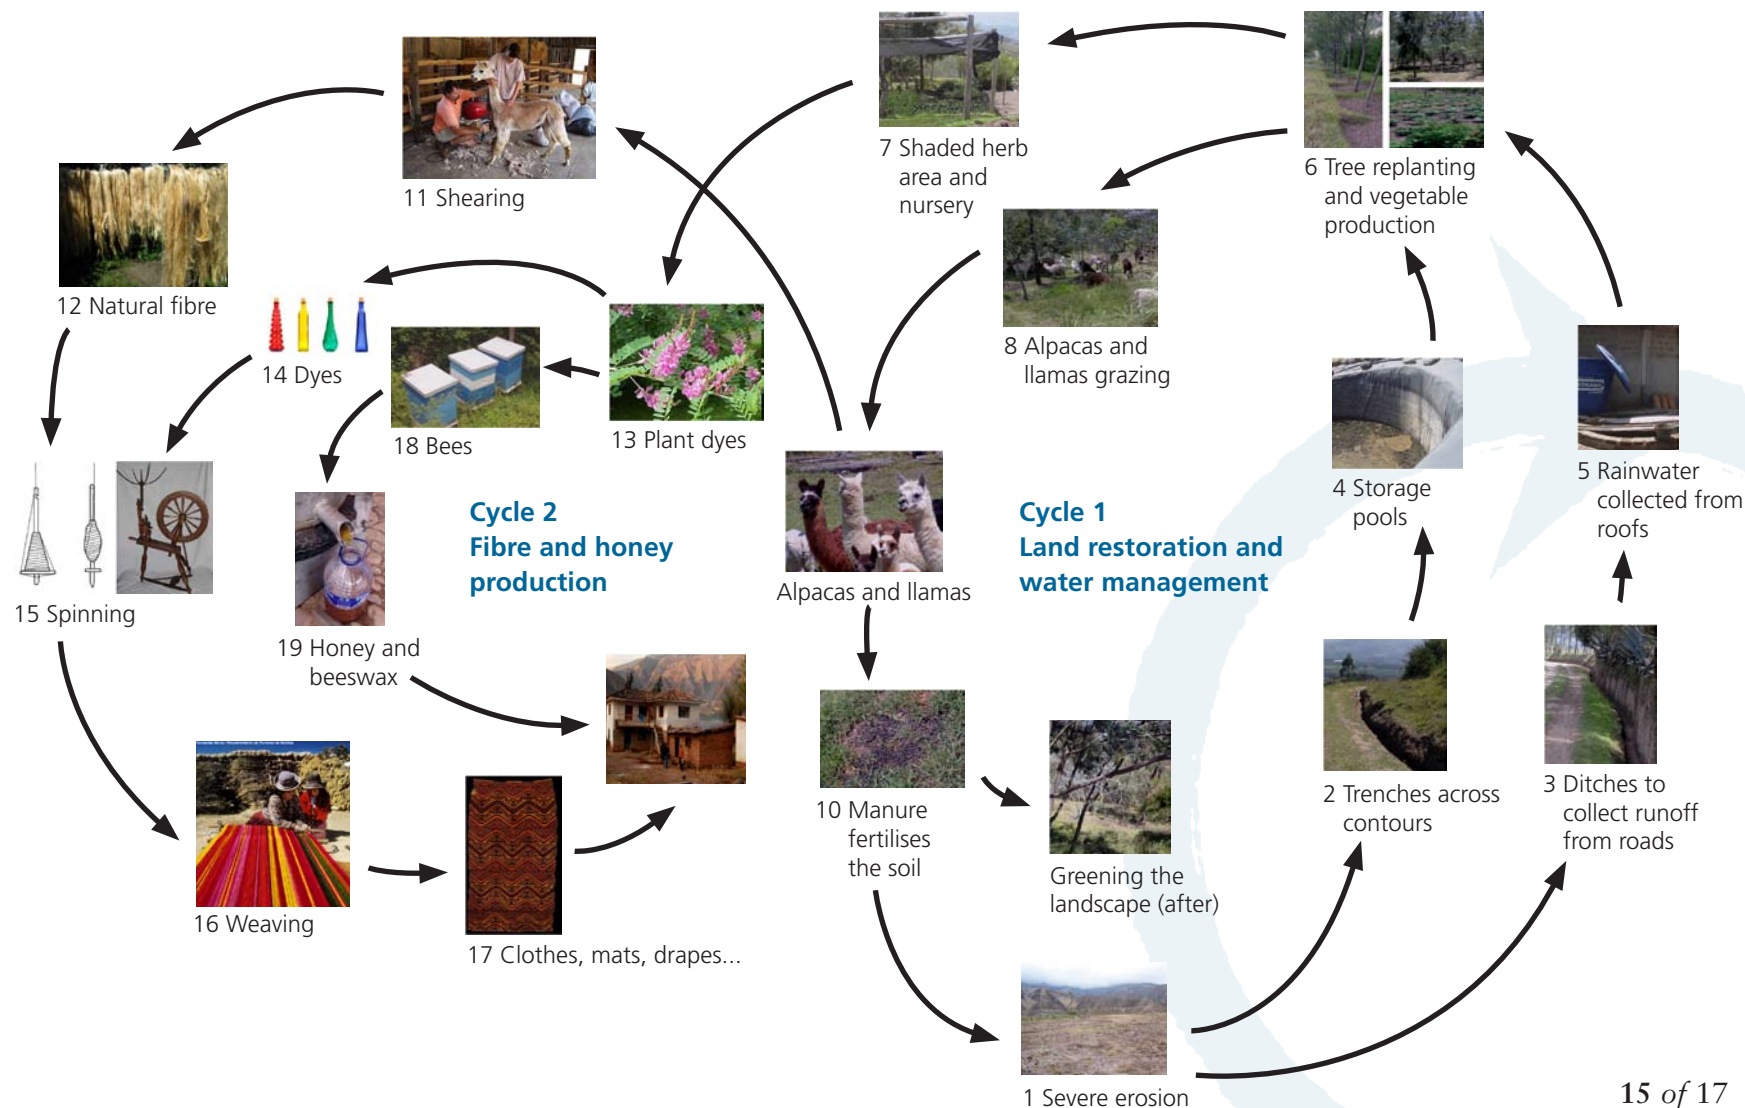 11 Shearing
12 Natural fibre
7 Shaded herb
area and
nursery
6 Tree replanting
and vegetable
production
8 Alpacas and
llamas grazing
14 Dyes
18 Bees
13 Plant dyes
4 Storage
pools
5 Rainwater
collected from
roofs
Cycle 2
Fibre and honey
production
Cycle 1
Land restoration and
water management
Alpacas and llamas
15 Spinning
19 Honey and
beeswax
10 Manure
fertilises
the soil
Greening the
landscape (after)
2 Trenches across
contours
3 Ditches to
collect runoff
from roads
16 Weaving
17 Clothes, mats, drapes...
1 Severe erosion
15 of 17